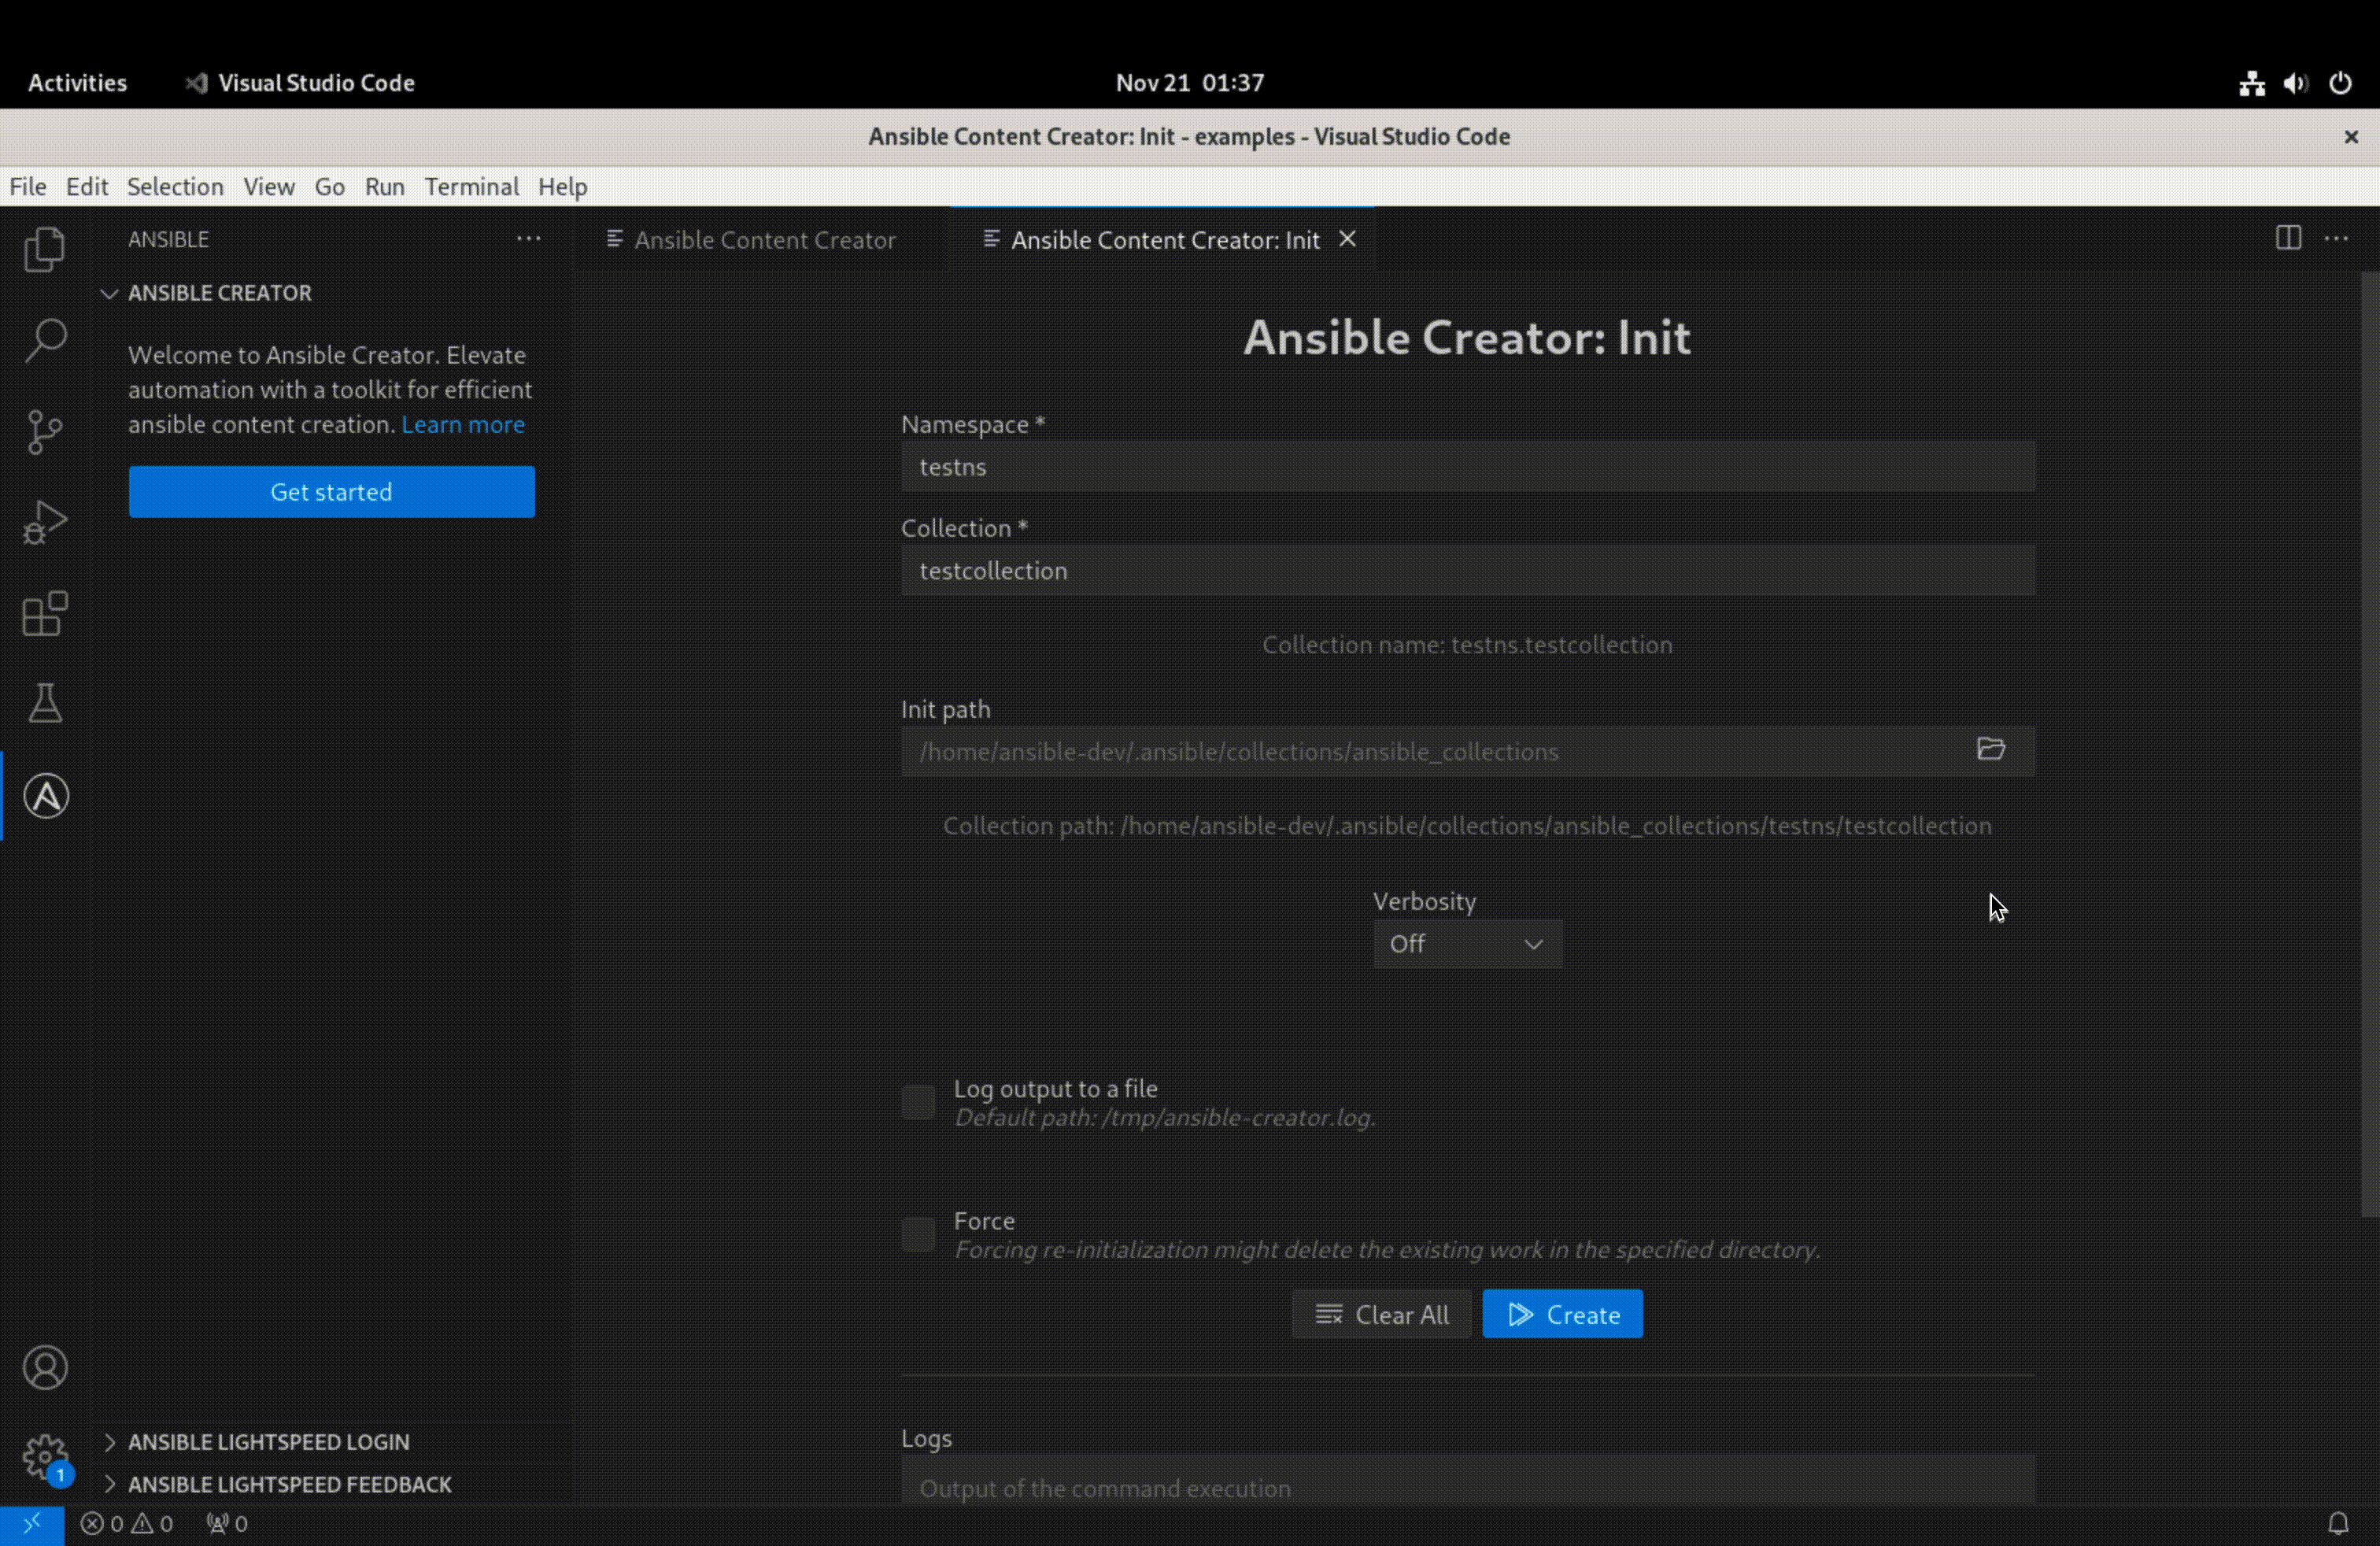 Activities Visual Studio Code Nov 21 01:37
Ansible Content Creator: Init - examples - Visual Studio Code
File Edit Selection View Go Run Terminal Help
ANSIBLE
ANSIBLE CREATOR
Welcome to Ansible Creator. Elevate
automation with a toolkit for efficient
ansible content creation. Learn more
Get started
ANSIBLE LIGHTSPEED LOGIN
ANSIBLE LIGHTSPEED FEEDBACK
1
Ansible Content Creator Ansible Content Creator: Init
Ansible Creator: Init
Namespace *
testns
Collection *
testcollection
Collection name: testns.testcollection
Init path
/home/ansible-dev/.ansible/collections/ansible_collections
Collection path: /home/ansible-dev/.ansible/collections/ansible_collections/testns/testcollection
Verbosity
Off
Log output to a file
Default path: /tmp/ansible-creator.log.
Force
Forcing re-initialization might delete the existing work in the specified directory.
Clear All Create
Logs
Output of the command execution
0 0 0